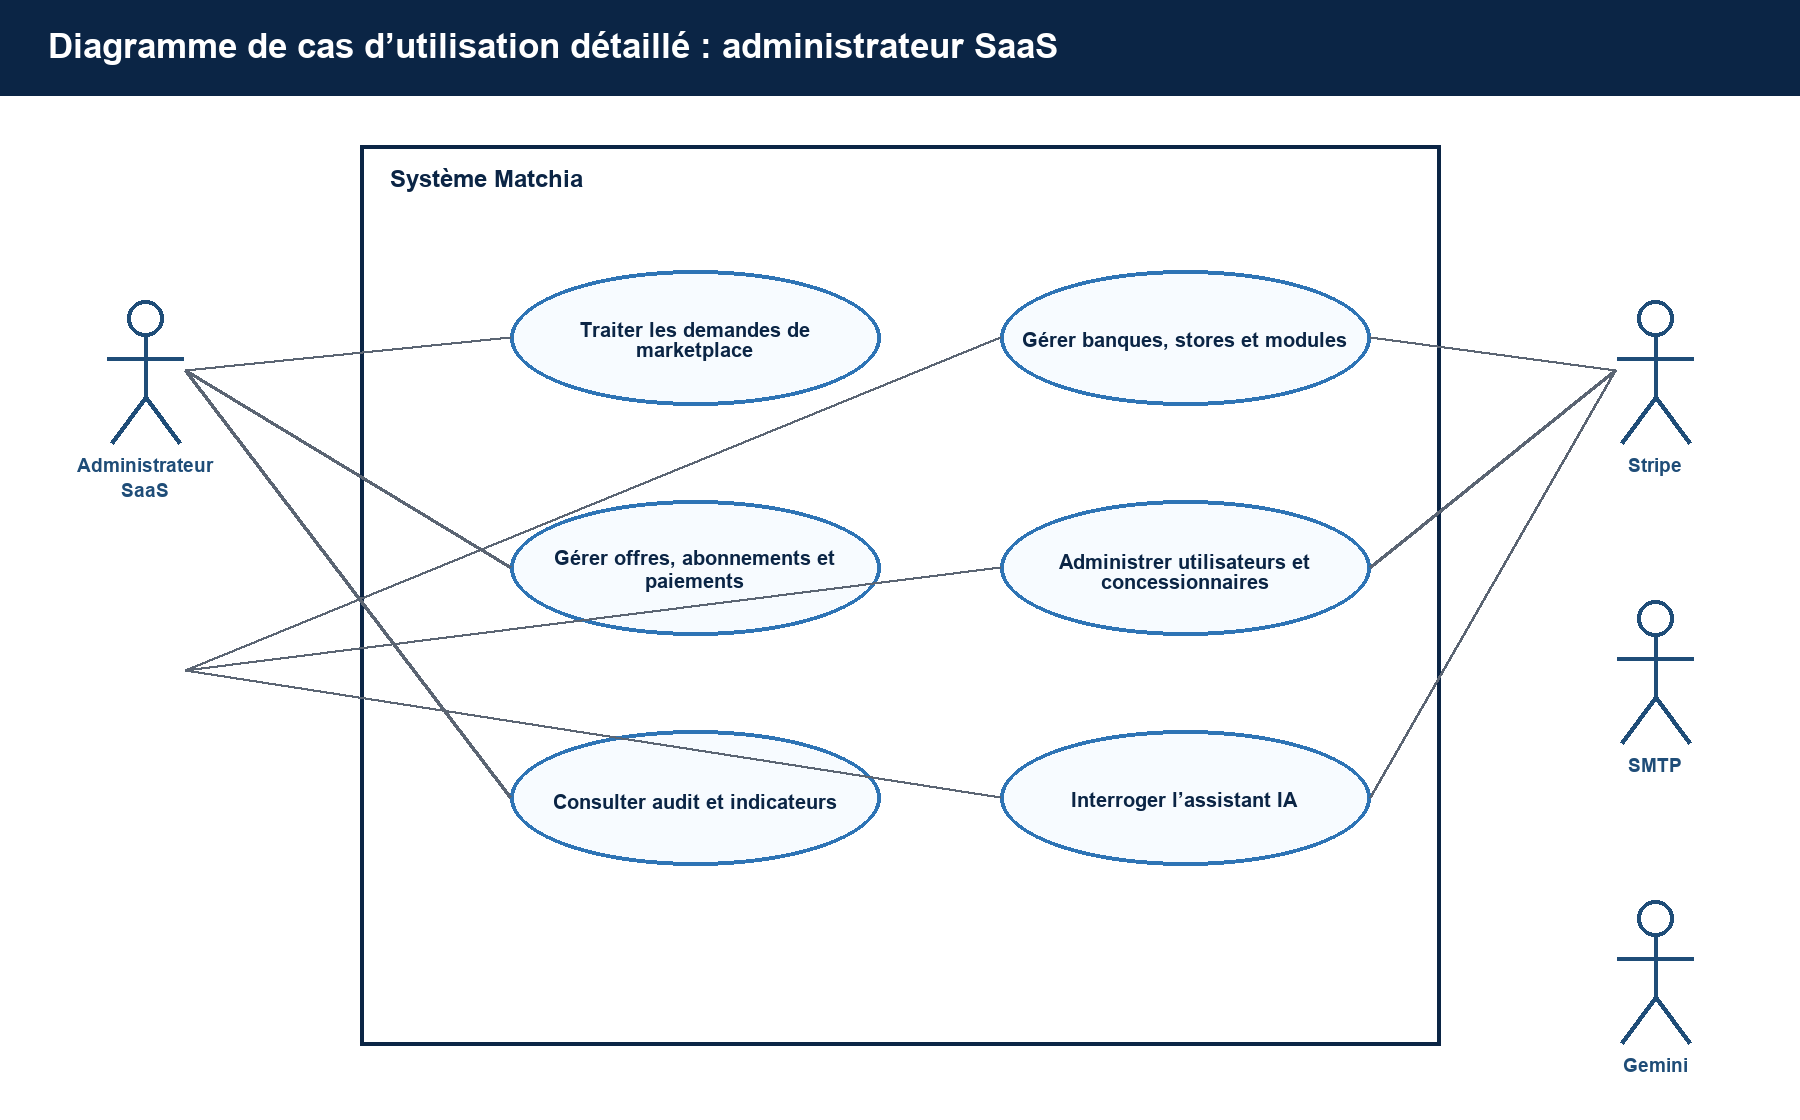 Diagramme de cas d’utilisation détaillé : administrateur SaaS
Système Matchia
Traiter les demandes de
marketplace
Gérer banques, stores et modules
Administrateur
SaaS
Stripe
Gérer offres, abonnements et
paiements
Administrer utilisateurs et
concessionnaires
SMTP
Consulter audit et indicateurs
Interroger l’assistant IA
Gemini